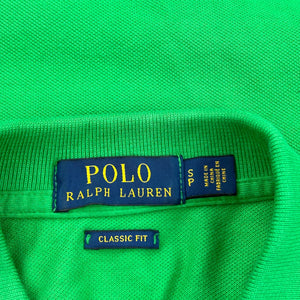 POLO
RALPH LAUREN
S
P
MADE IN
CHINA
FABRIQUÉ EN
CHINE
CLASSIC FIT